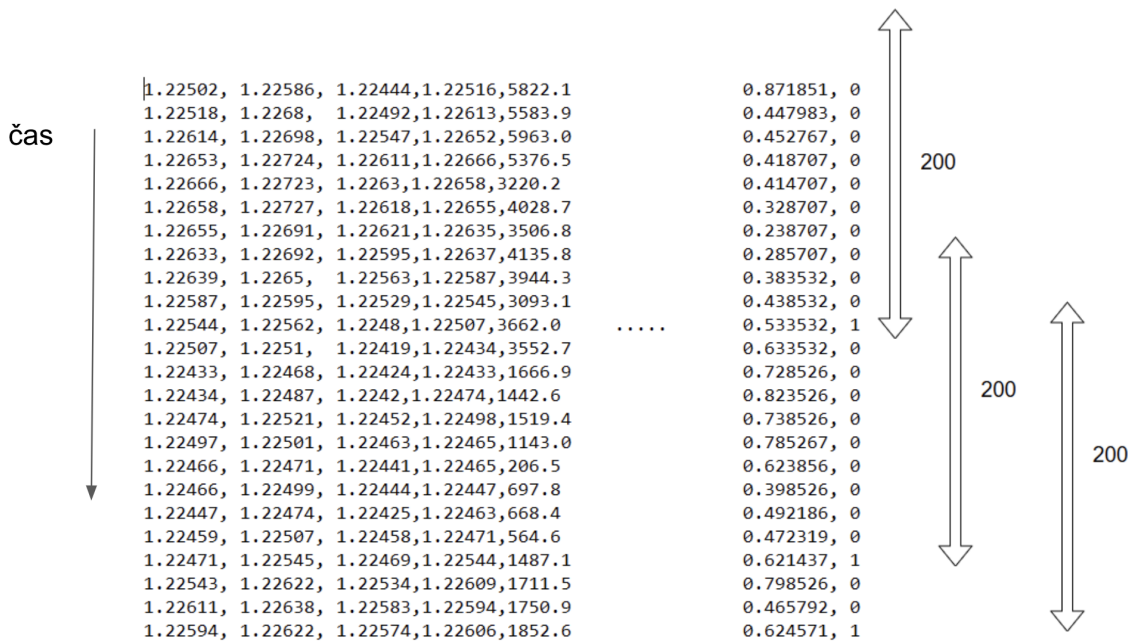 1.22502, 1.22586, 1.22444,1.22516,5822.1 0.871851, 0
1.22518, 1.2268, 1.22492,1.22613,5583.9 0.447983, 0
čas 1.22614, 1.22698, 1.22547,1.22652,5963.0 0.452767, 0
1.22653, 1.22724, 1.22611,1.22666,5376.5 0.418707, 0 200
1.22666, 1.22723, 1.2263,1.22658,3220.2 0.414707, 0
1.22658, 1.22727, 1.22618,1.22655,4028.7 0.328707, 0
1.22655, 1.22691, 1.22621,1.22635,3506.8 0.238707, 0
1.22633, 1.22692, 1.22595,1.22637,4135.8 0.285707, 0
1.22639, 1.2265, 1.22563,1.22587,3944.3 0.383532, 0
1.22587, 1.22595, 1.22529,1.22545,3093.1 0.438532, 0
1.22544, 1.22562, 1.2248,1.22507,3662.0 ..... 0.533532, 1
1.22507, 1.2251, 1.22419,1.22434,3552.7 0.633532, 0
1.22433, 1.22468, 1.22424,1.22433,1666.9 0.728526, 0
1.22434, 1.22487, 1.2242,1.22474,1442.6 0.823526, 0 200
1.22474, 1.22521, 1.22452,1.22498,1519.4 0.738526, 0
1.22497, 1.22501, 1.22463,1.22465,1143.0 0.785267, 0
1.22466, 1.22471, 1.22441,1.22465,206.5 0.623856, 0 200
1.22466, 1.22499, 1.22444,1.22447,697.8 0.398526, 0
1.22447, 1.22474, 1.22425,1.22463,668.4 0.492186, 0
1.22459, 1.22507, 1.22458,1.22471,564.6 0.472319, 0
1.22471, 1.22545, 1.22469,1.22544,1487.1 0.621437, 1
1.22543, 1.22622, 1.22534,1.22609,1711.5 0.798526, 0
1.22611, 1.22638, 1.22583,1.22594,1750.9 0.465792, 0
1.22594, 1.22622, 1.22574,1.22606,1852.6 0.624571, 1